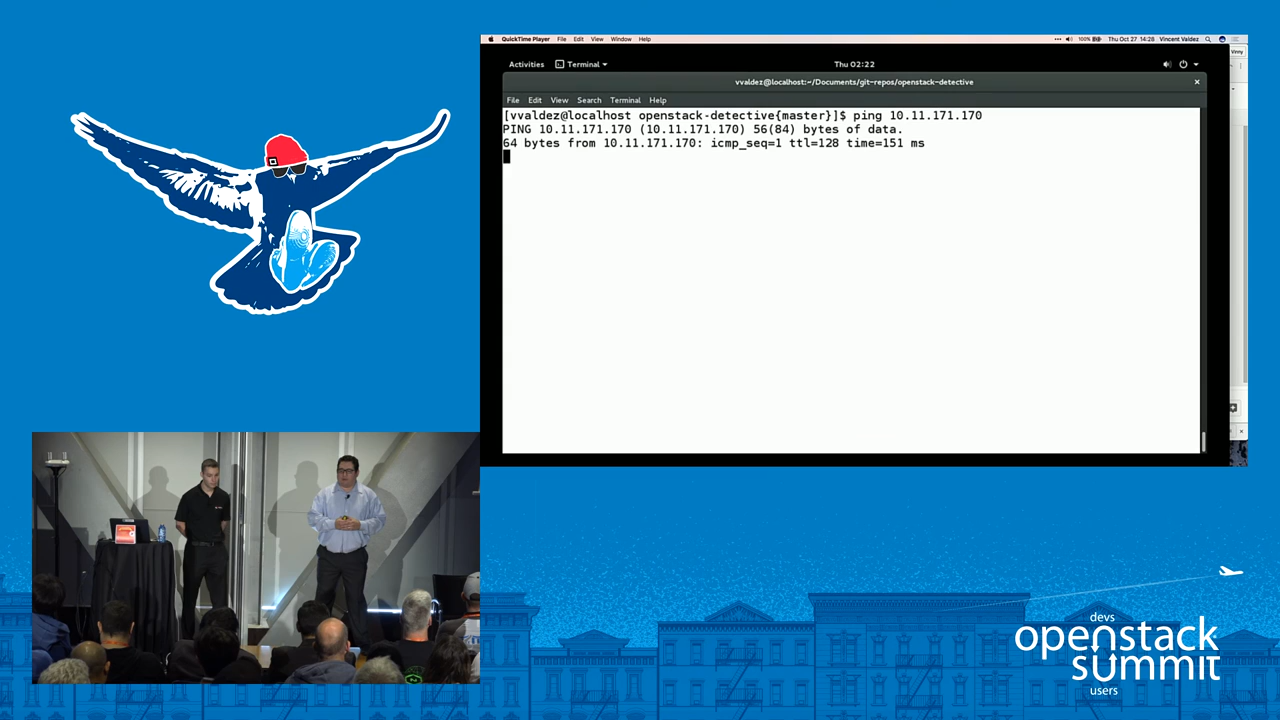 QuickTime Player File Edit View Window Help
100% Thu Oct 27 14:28 Vincent Valdez
Vinny
Activities Terminal Thu 02:22
vvaldez@localhost:~/Documents/git-repos/openstack-detective
File Edit View Search Terminal Help
[vvaldez@localhost openstack-detective{master}]$ ping 10.11.171.170
PING 10.11.171.170 (10.11.171.170) 56(84) bytes of data.
64 bytes from 10.11.171.170: icmp_seq=1 ttl=128 time=151 ms
devs
openstack
summit
users